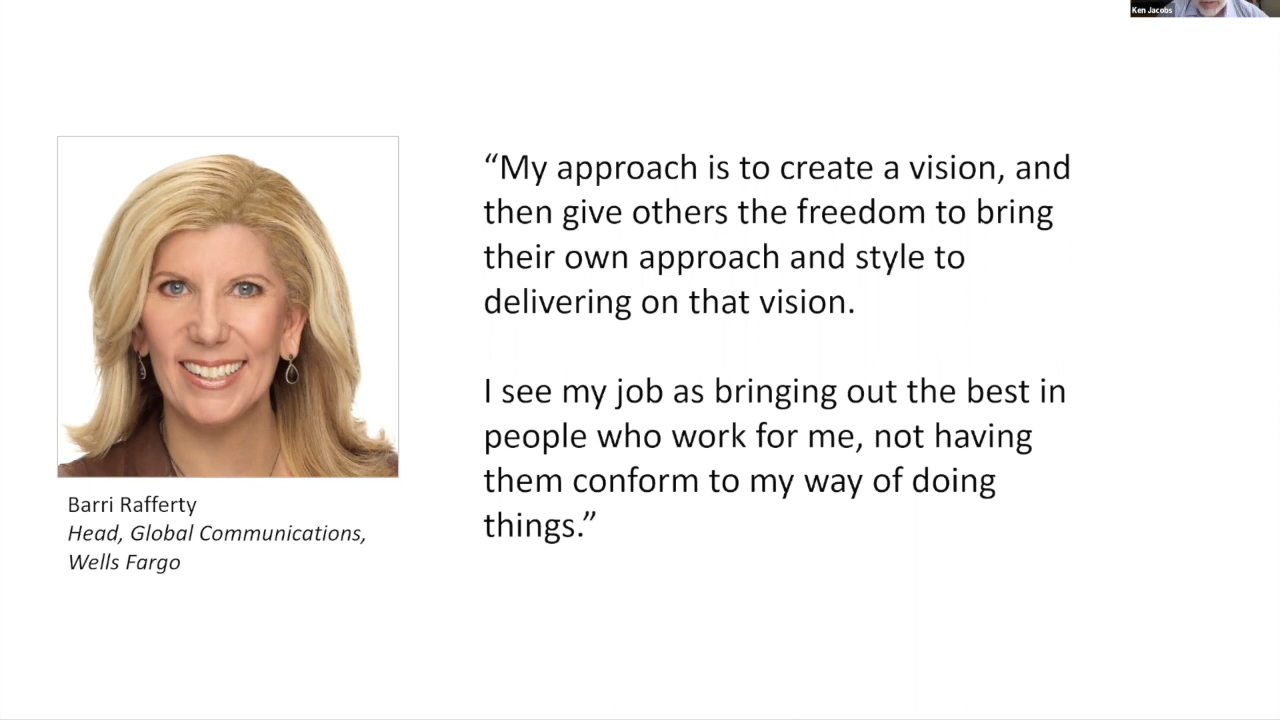 Ken Jacobs
“My approach is to create a vision, and
then give others the freedom to bring
their own approach and style to
delivering on that vision.
I see my job as bringing out the best in
people who work for me, not having
them conform to my way of doing
things.”
Barri Rafferty
Head, Global Communications,
Wells Fargo